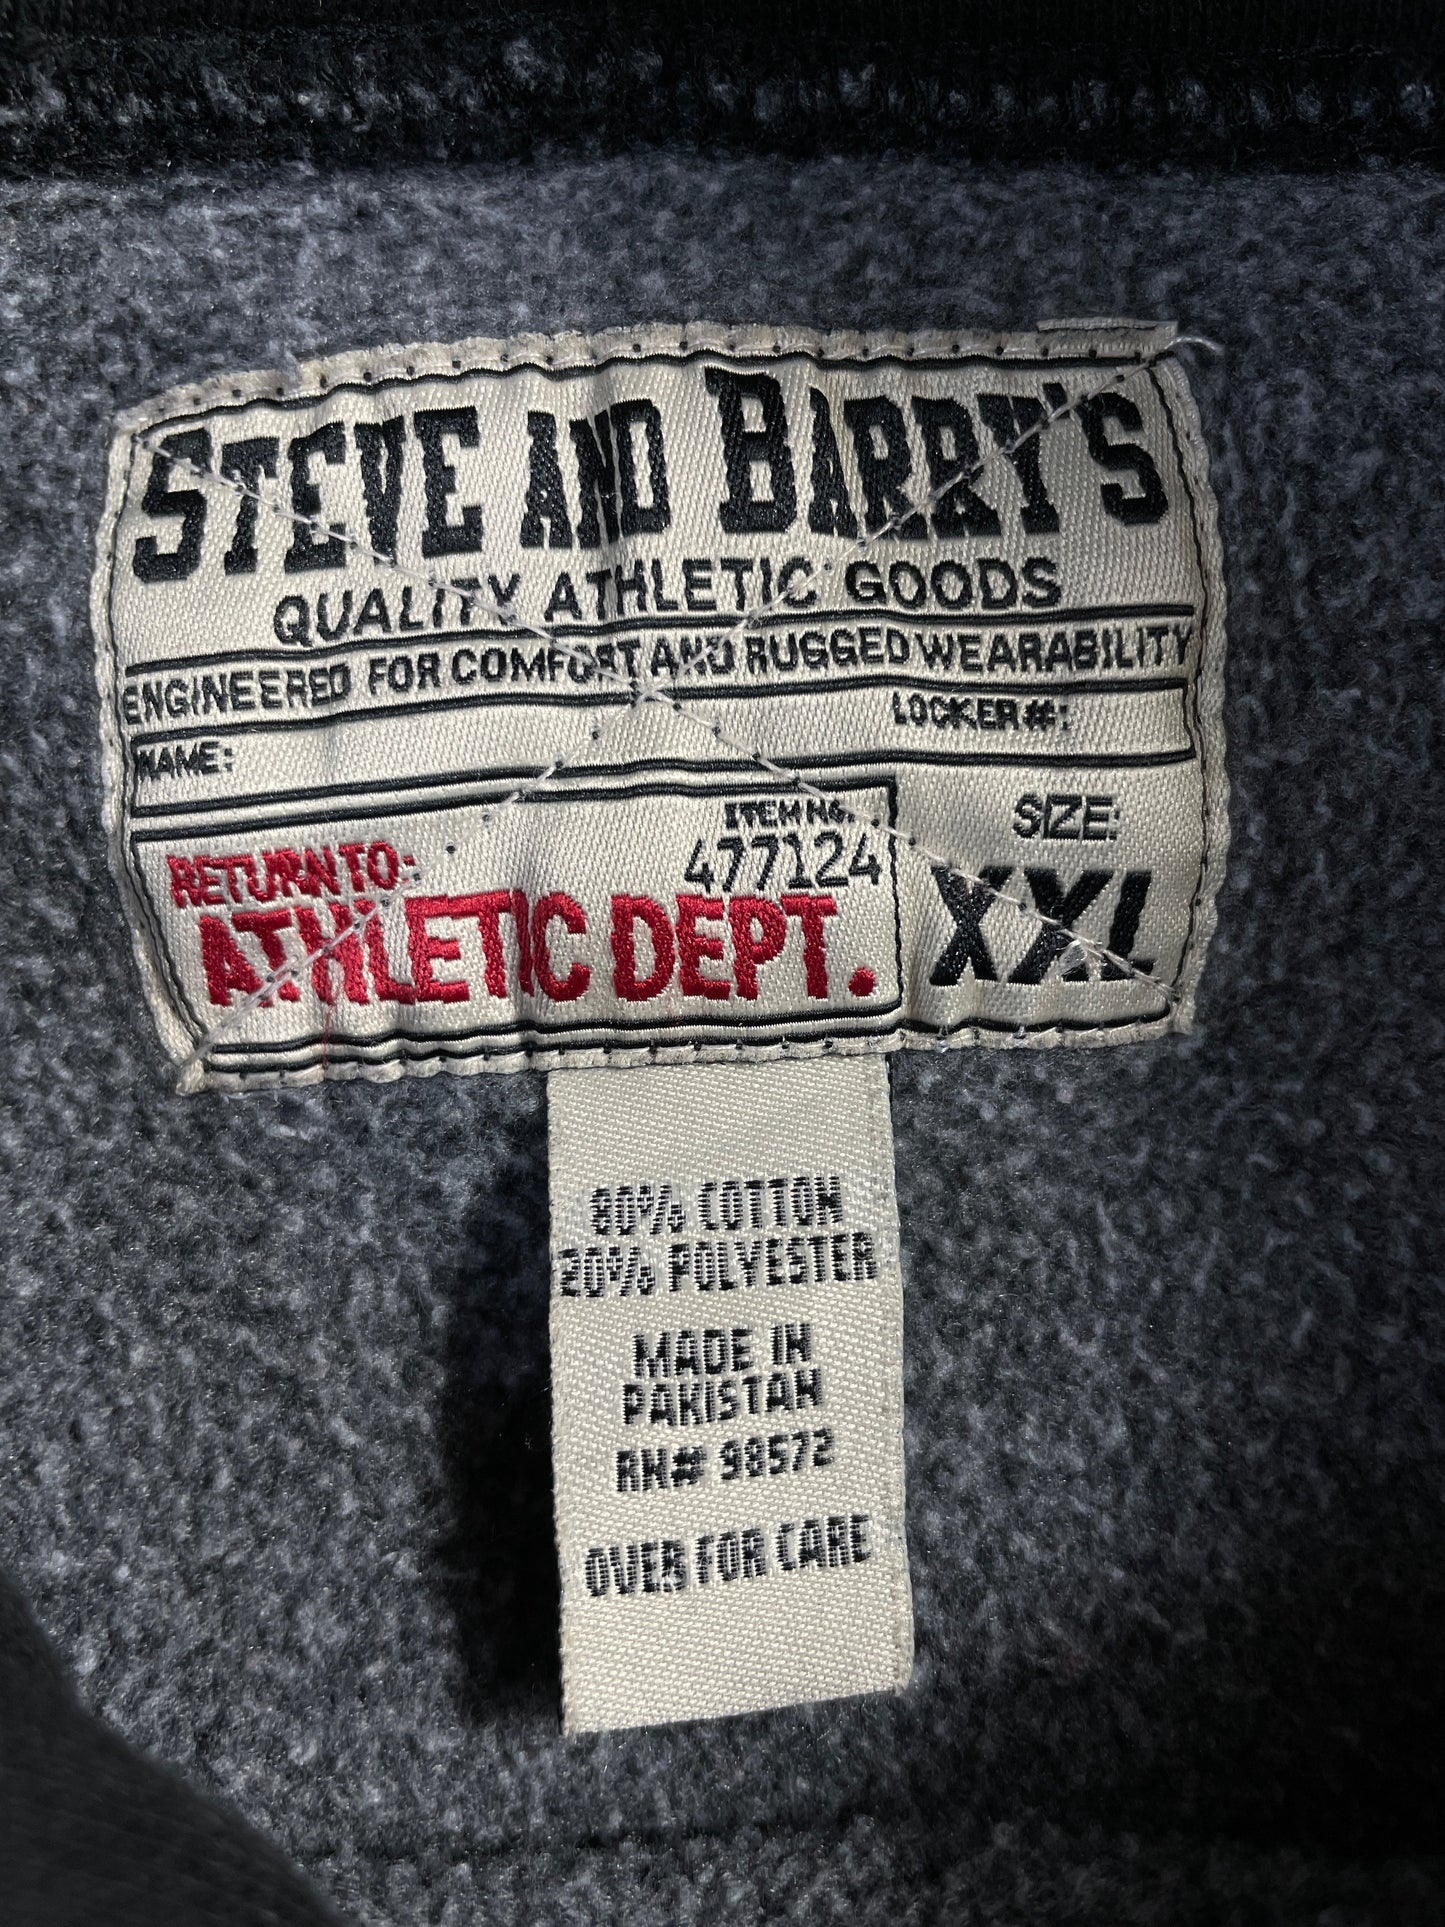 STEVE AND BARRY'S
QUALITY ATHLETIC GOODS
ENGINEERED FOR COMFORT AND RUGGED WEARABILITY
NAME: LOCKER#:
ITEM NO.: SIZE:
RETURN TO: 477124 XXL
ATHLETIC DEPT.
80% COTTON
20% POLYESTER
MADE IN
PAKISTAN
RN# 98572
OVER FOR CARE